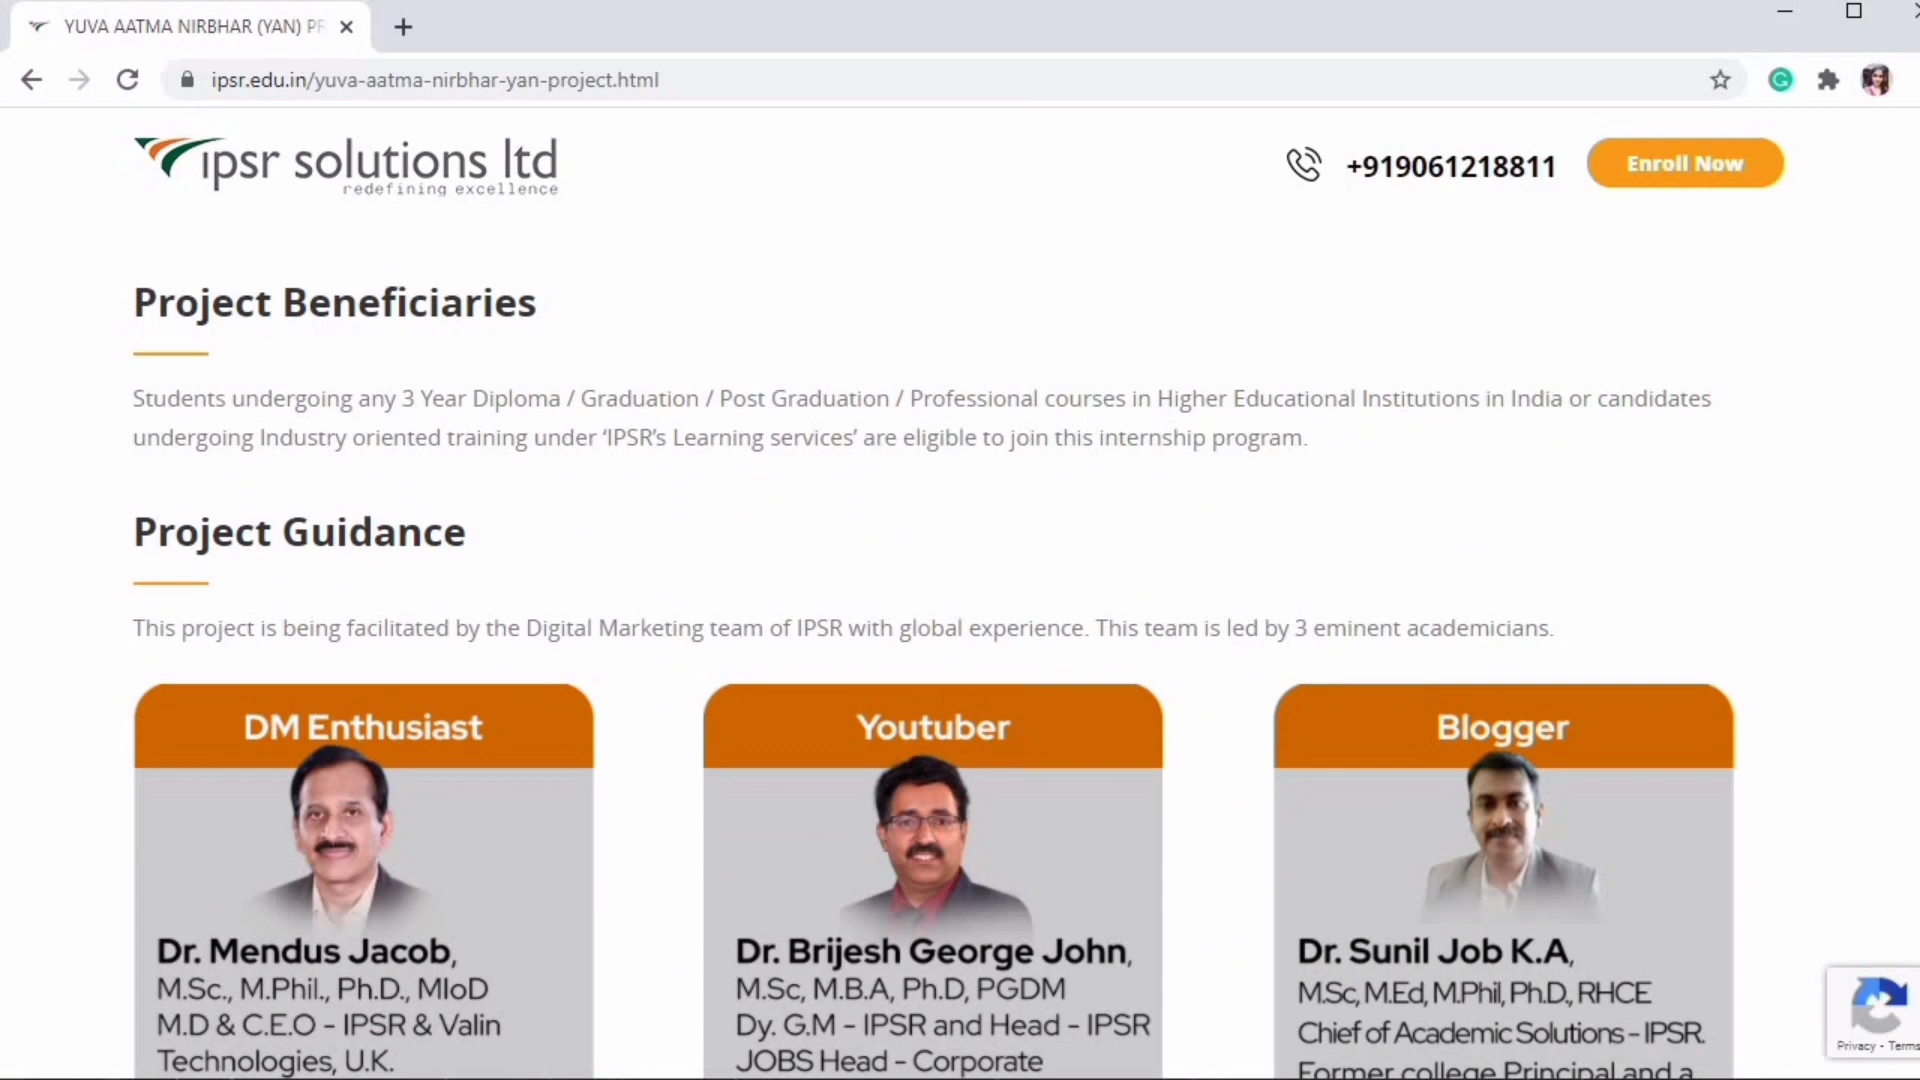 YUVA AATMA NIRBHAR (YAN) PR
ipsr.edu.in/yuva-aatma-nirbhar-yan-project.html
ipsr solutions ltd
redefining excellence
+919061218811
Enroll Now
Project Beneficiaries
Students undergoing any 3 Year Diploma / Graduation / Post Graduation / Professional courses in Higher Educational Institutions in India or candidates
undergoing Industry oriented training under ‘IPSR’s Learning services’ are eligible to join this internship program.
Project Guidance
This project is being facilitated by the Digital Marketing team of IPSR with global experience. This team is led by 3 eminent academicians.
DM Enthusiast
Dr. Mendus Jacob,
M.Sc., M.Phil., Ph.D., MIoD
M.D & C.E.O - IPSR & Valin
Technologies, U.K.
Youtuber
Dr. Brijesh George John,
M.Sc, M.B.A, Ph.D, PGDM
Dy. G.M - IPSR and Head - IPSR
JOBS Head - Corporate
Blogger
Dr. Sunil Job K.A,
M.Sc, M.Ed, M.Phil, Ph.D, RHCE
Chief of Academic Solutions - IPSR.
Former college Principal and a
Privacy - Terms